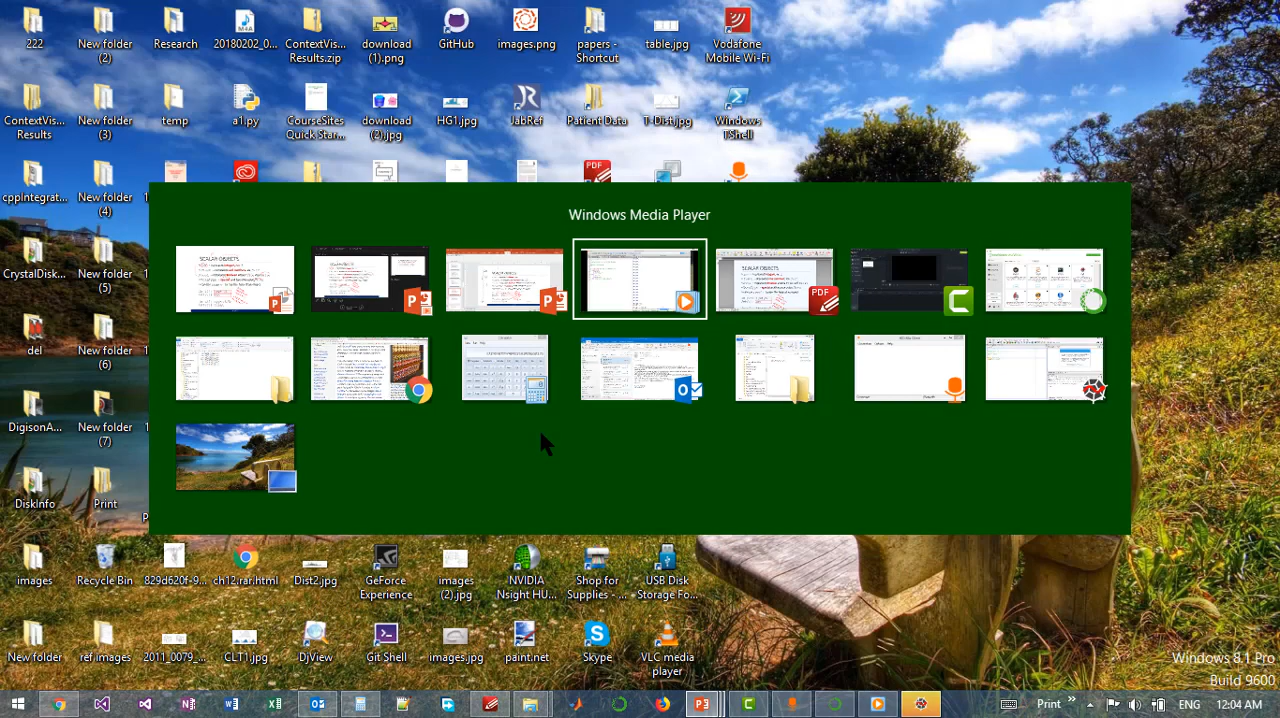 222
New folder
(2)
Research
20180202_0...
ContextVis...
Results.zip
download
(1).png
GitHub
images.png
papers -
Shortcut
table.jpg
Vodafone
Mobile Wi-Fi
ContextVis...
Results
New folder
(3)
temp
a1.py
CourseSites
Quick Star...
download
(2).jpg
HG1.jpg
JabRef
Patient Data
T-Dist.jpg
Windows
TShell
cppIntegrat...
New folder
(4)
PDF
Windows Media Player
CrystalDisk...
New folder
(5)
SCALAR OBJECTS
SCALAR OBJECTS
PDF
del
New folder
(6)
DigisonA...
New folder
(7)
DiskInfo
Print
images
Recycle Bin
829d620f-9...
ch12.rar.html
Dist2.jpg
GeForce
Experience
images
(2).jpg
NVIDIA
Nsight HU...
Shop for
Supplies - ...
USB Disk
Storage Fo...
New folder
ref images
2011_0079_...
CLT1.jpg
DjView
Git Shell
images.jpg
paint.net
Skype
VLC media
player
Windows 8.1 Pro
Build 9600
Print
ENG
12:04 AM